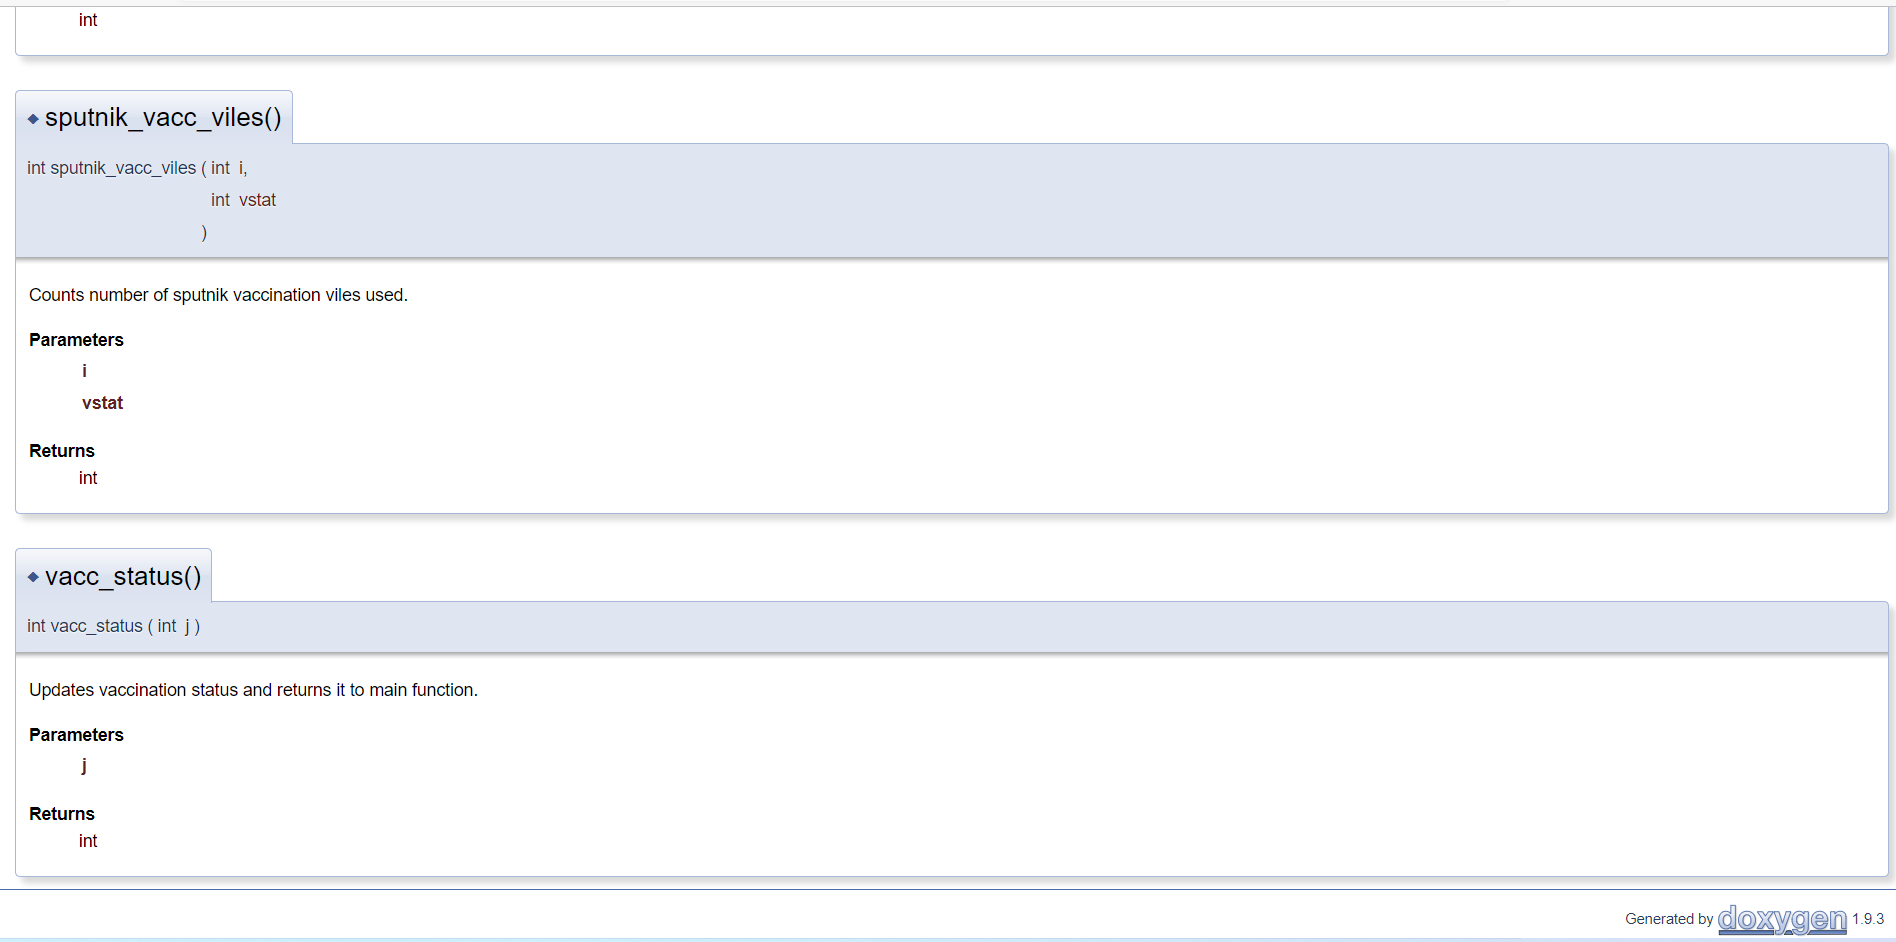 int
◆ sputnik_vacc_viles()
int sputnik_vacc_viles ( int i,
int vstat
)
Counts number of sputnik vaccination viles used.
Parameters
i
vstat
Returns
int
◆ vacc_status()
int vacc_status ( int j )
Updates vaccination status and returns it to main function.
Parameters
j
Returns
int
Generated by doxygen 1.9.3